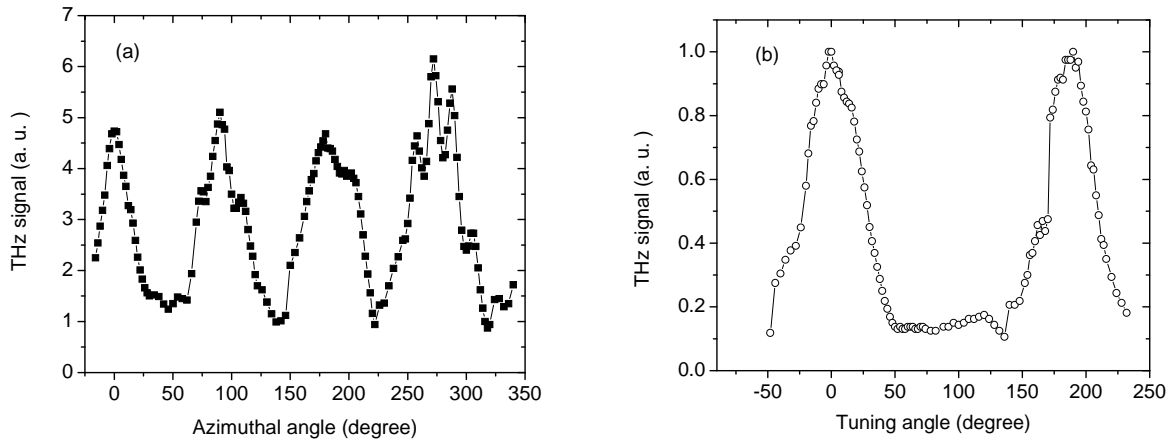 (a)
THz signal (a. u.)
7
6
5
4
3
2
1
0
0 50 100 150 200 250 300 350
Azimuthal angle (degree)
(b)
THz signal (a. u. )
1.0
0.8
0.6
0.4
0.2
0.0
-50 0 50 100 150 200 250
Tuning angle (degree)